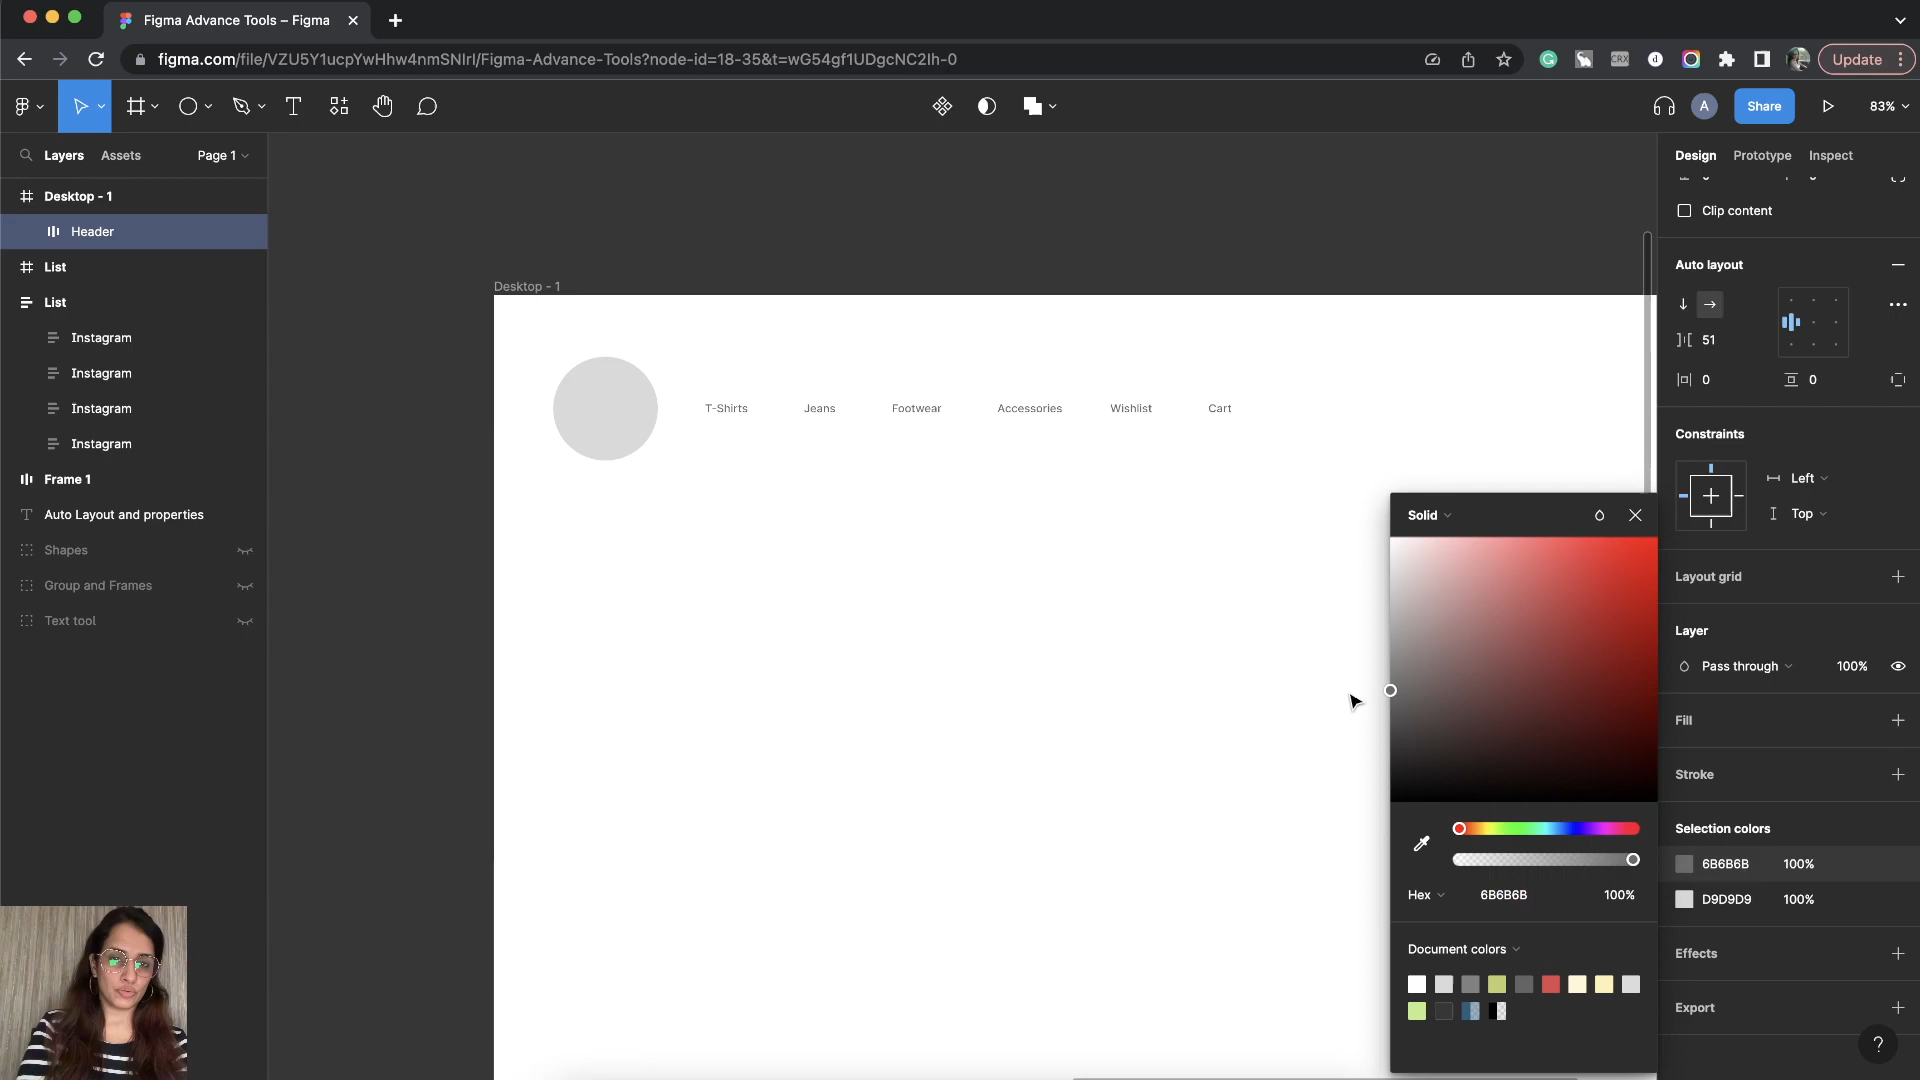 Figma Advance Tools – Figma
figma.com/file/VZU5Y1ucpYwHhw4nmSNIrI/Figma-Advance-Tools?node-id=18-35&t=wG54gf1UDgcNC2lh-0
CRX
d
Update
A
Share
83%
Layers
Assets
Page 1
Design
Prototype
Inspect
Desktop - 1
Header
List
List
Instagram
Instagram
Instagram
Instagram
Frame 1
Auto Layout and properties
Shapes
Group and Frames
Text tool
Desktop - 1
T-Shirts
Jeans
Footwear
Accessories
Wishlist
Cart
Solid
Hex
6B6B6B
100%
Document colors
Clip content
Auto layout
51
0
0
Constraints
Left
Top
Layout grid
Layer
Pass through
100%
Fill
Stroke
Selection colors
6B6B6B
100%
D9D9D9
100%
Effects
Export
?